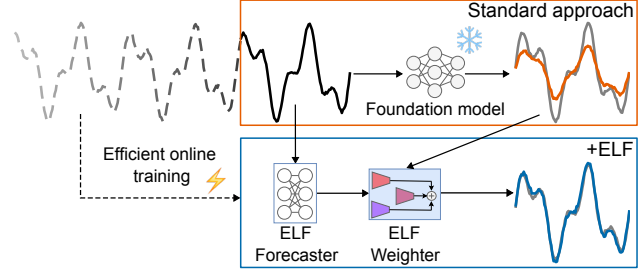 Standard approach
Foundation model
+ELF
Efficient online
training
ELF
Forecaster
ELF
Weighter